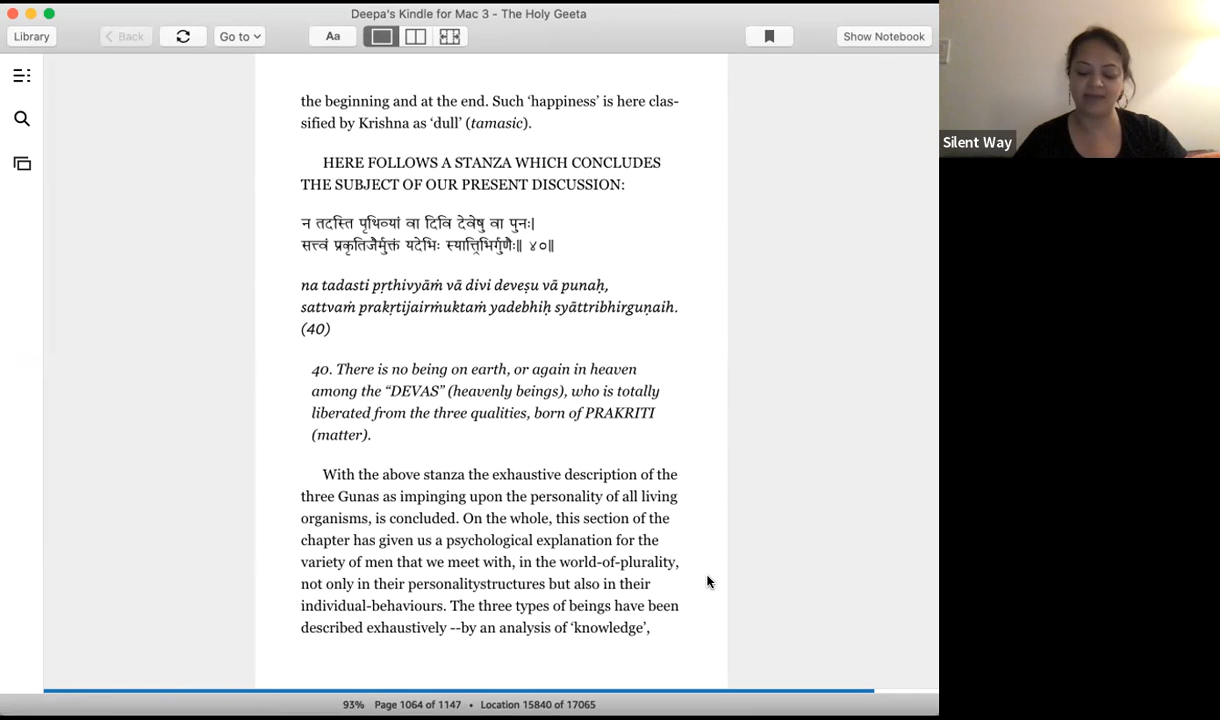 Deepa's Kindle for Mac 3 - The Holy Geeta
Library
Back
Go to
Aa
Show Notebook
the beginning and at the end. Such ‘happiness’ is here clas-
sified by Krishna as ‘dull’ (tamasic).
HERE FOLLOWS A STANZA WHICH CONCLUDES
THE SUBJECT OF OUR PRESENT DISCUSSION:
न तदस्ति पृथिव्यां वा दिवि देवेषु वा पुनः|
सत्त्वं प्रकृतिजैर्मुक्तं यदेभिः स्यात्त्रिभिर्गुणैः|| ४०||
na tadasti pṛthivyāṁ vā divi deveṣu vā punaḥ,
sattvaṁ prakṛtijairṁuktaṁ yadebhiḥ syāttribhirguṇaih.
(40)
40. There is no being on earth, or again in heaven
among the “DEVAS” (heavenly beings), who is totally
liberated from the three qualities, born of PRAKRITI
(matter).
With the above stanza the exhaustive description of the
three Gunas as impinging upon the personality of all living
organisms, is concluded. On the whole, this section of the
chapter has given us a psychological explanation for the
variety of men that we meet with, in the world-of-plurality,
not only in their personalitystructures but also in their
individual-behaviours. The three types of beings have been
described exhaustively --by an analysis of ‘knowledge’,
93% Page 1064 of 1147 • Location 15840 of 17065
Silent Way